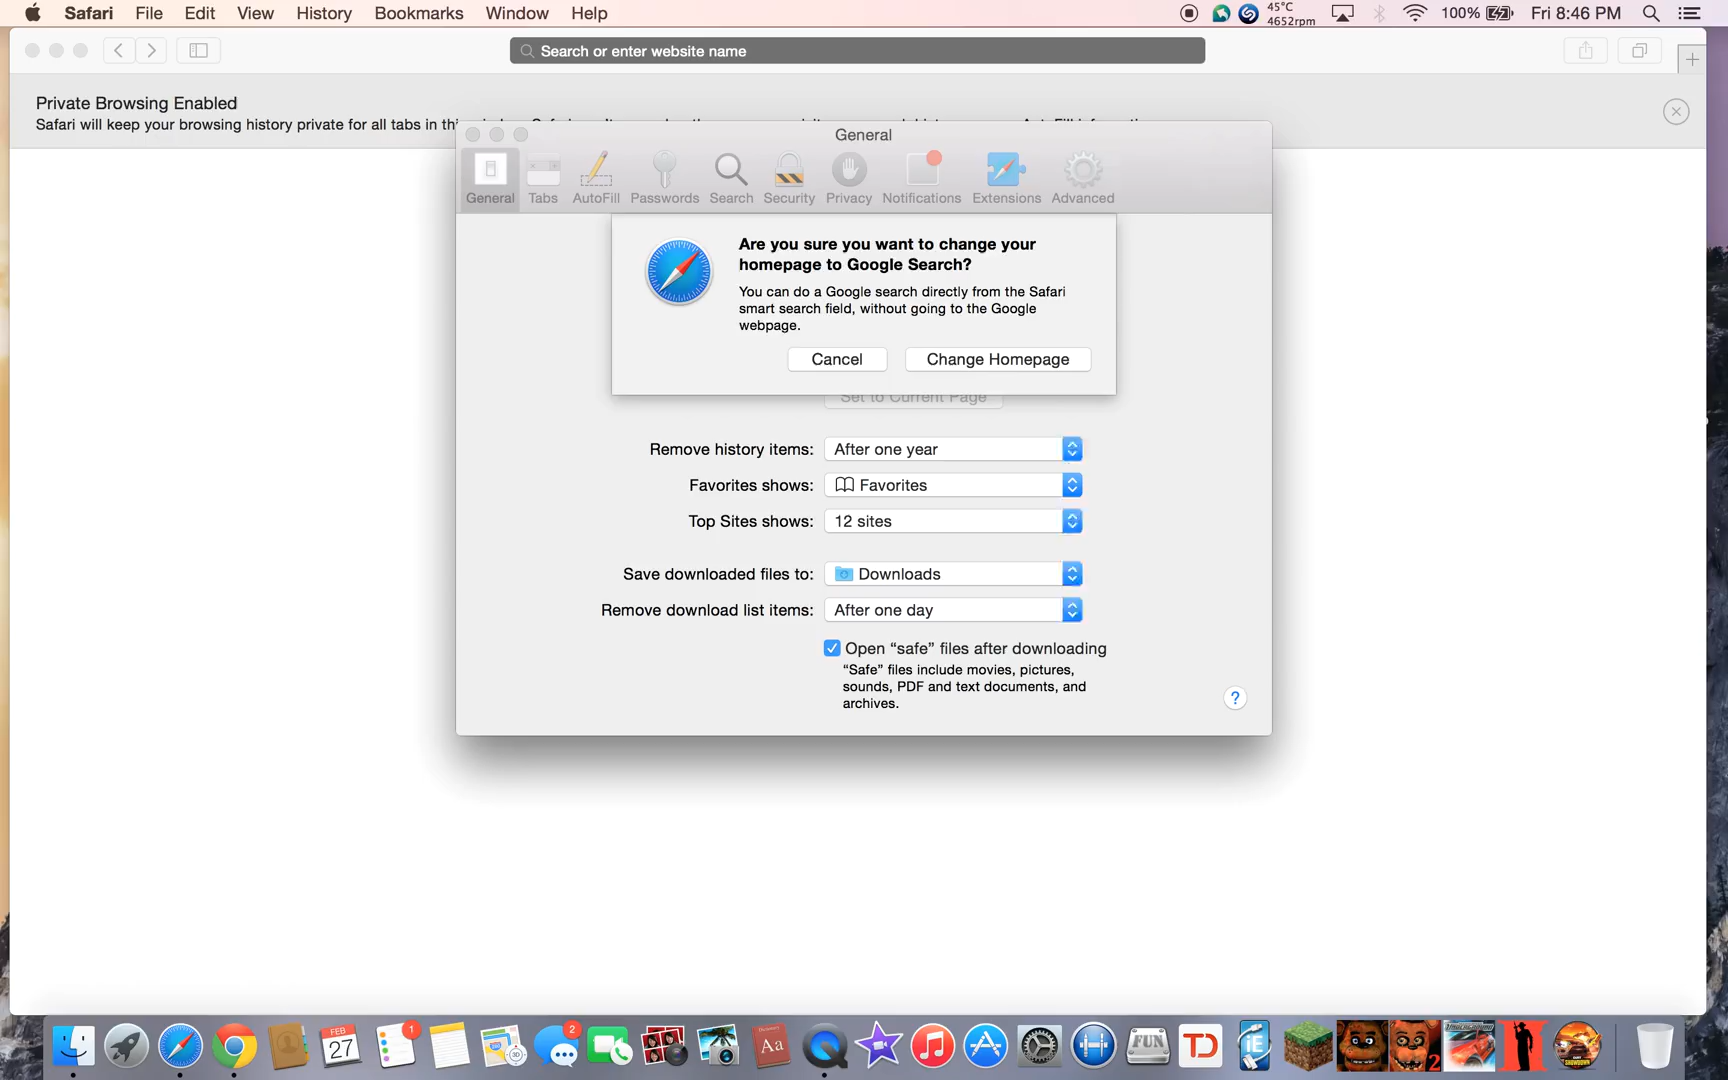 Safari File Edit View History Bookmarks Window Help 45°C 4652rpm 100% Fri 8:46 PM
Search or enter website name
Private Browsing Enabled
Safari will keep your browsing history private for all tabs in this
General
General Tabs AutoFill Passwords Search Security Privacy Notifications Extensions Advanced
Are you sure you want to change your
homepage to Google Search?
You can do a Google search directly from the Safari
smart search field, without going to the Google
webpage.
Cancel Change Homepage
Set to Current Page
Remove history items: After one year
Favorites shows: Favorites
Top Sites shows: 12 sites
Save downloaded files to: Downloads
Remove download list items: After one day
Open “safe” files after downloading
“Safe” files include movies, pictures,
sounds, PDF and text documents, and
archives.
?
FEB 27 1 3D 2 Aa FUN TD iE 2